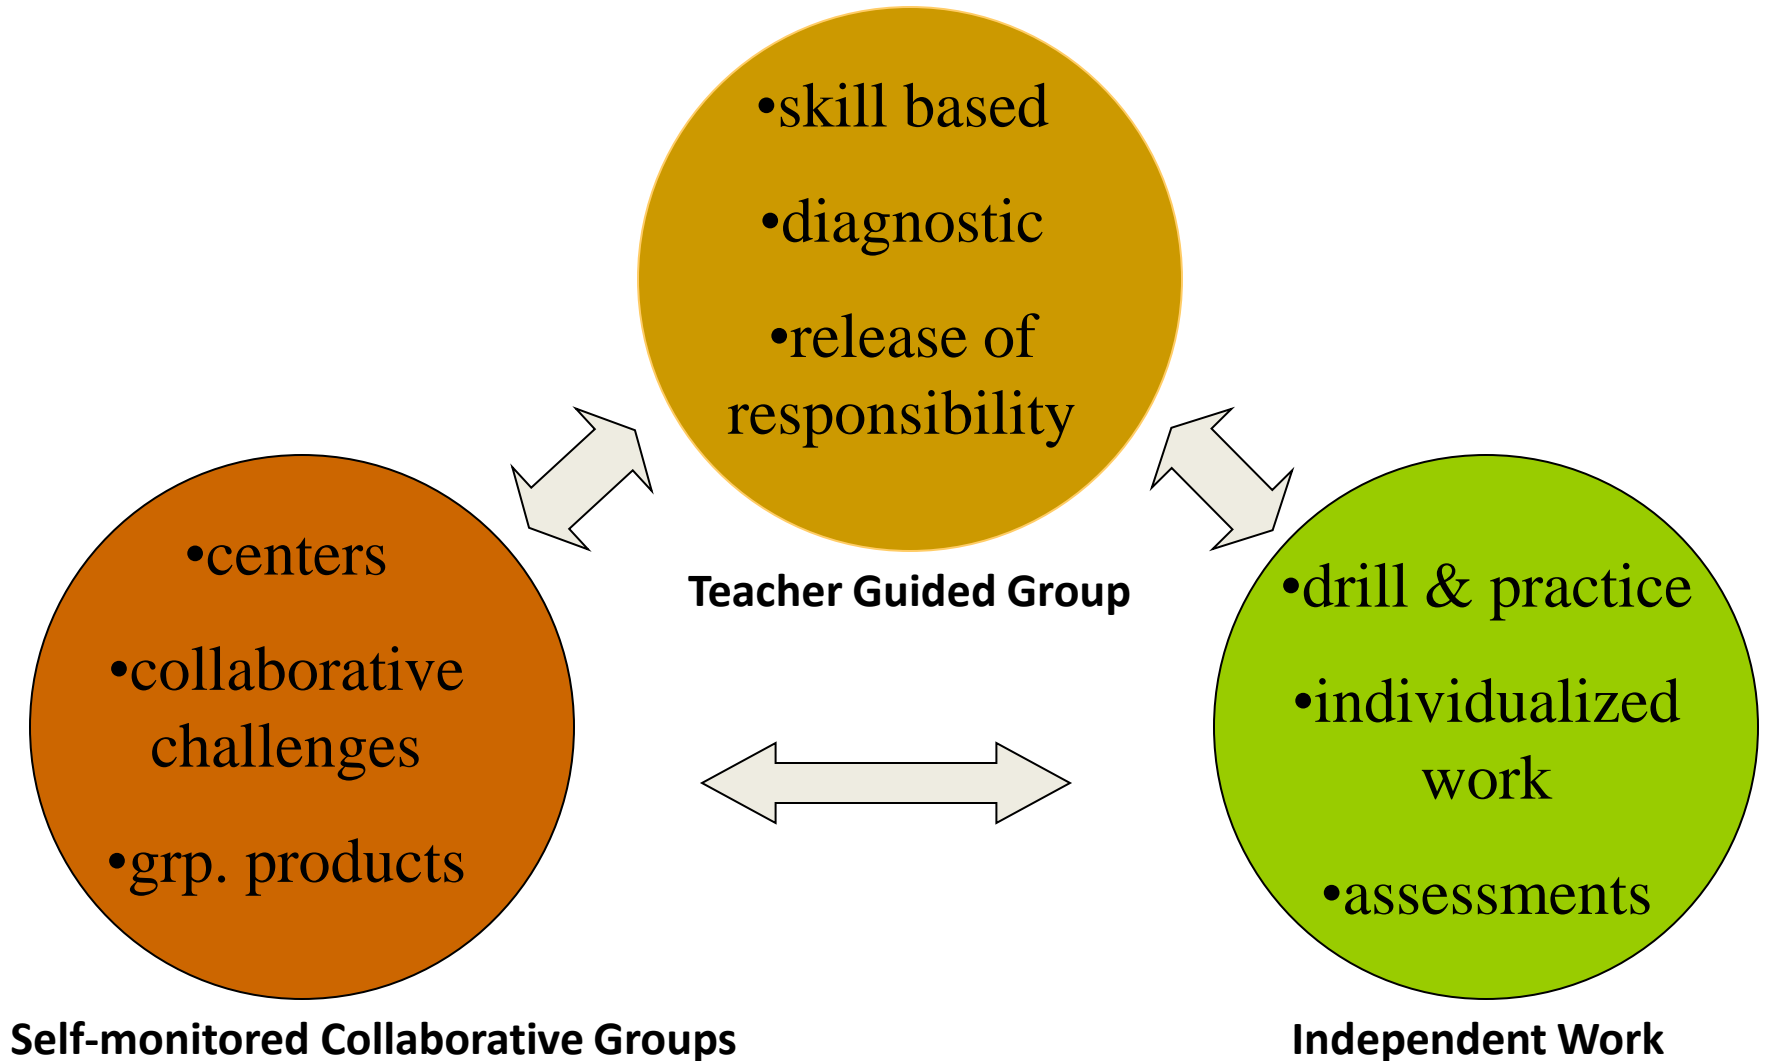 •skill based
•diagnostic
•release of
responsibility
Teacher Guided Group
•centers
•collaborative
challenges
•grp. products
Self-monitored Collaborative Groups
•drill & practice
•individualized
work
•assessments
Independent Work